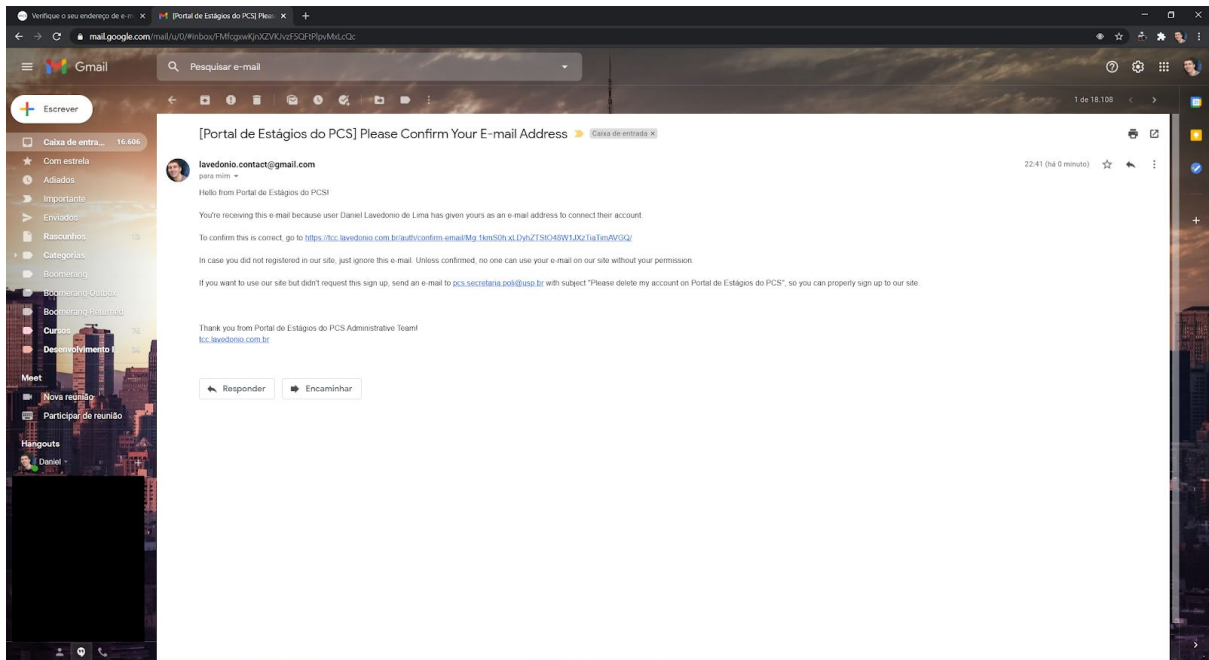 Verifique o seu endereço de e-m
[Portal de Estágios do PCS] Pleas
mail.google.com/mail/u/0/#inbox/FMfcgxwKjnXZVKJvzFSQFtPlpvMxLcQc
Gmail
Pesquisar e-mail
Escrever
1 de 18.108
Caixa de entra... 16.606
Com estrela
Adiados
Importante
Enviados
Rascunhos
Categorias
Boomerang
Boomerang-Outbox
Boomerang-Returned
Cursos
Desenvolvimento
Meet
Nova reunião
Participar de reunião
Hangouts
Daniel
[Portal de Estágios do PCS] Please Confirm Your E-mail Address Caixa de entrada x
lavedonio.contact@gmail.com
22:41 (há 0 minuto)
para mim
Hello from Portal de Estágios do PCS!
You're receiving this e-mail because user Daniel Lavedonio de Lima has given yours as an e-mail address to connect their account.
To confirm this is correct, go to https://tcc.lavedonio.com.br/auth/confirm-email/Mg:1kmS0h:xLDyhZTStO48W1JXzTiaTimAVGQ/
In case you did not registered in our site, just ignore this e-mail. Unless confirmed, no one can use your e-mail on our site without your permission.
If you want to use our site but didn't request this sign up, send an e-mail to pcs.secretaria.poli@usp.br with subject "Please delete my account on Portal de Estágios do PCS", so you can properly sign up to our site.
Thank you from Portal de Estágios do PCS Administrative Team!
tcc.lavedonio.com.br
Responder
Encaminhar